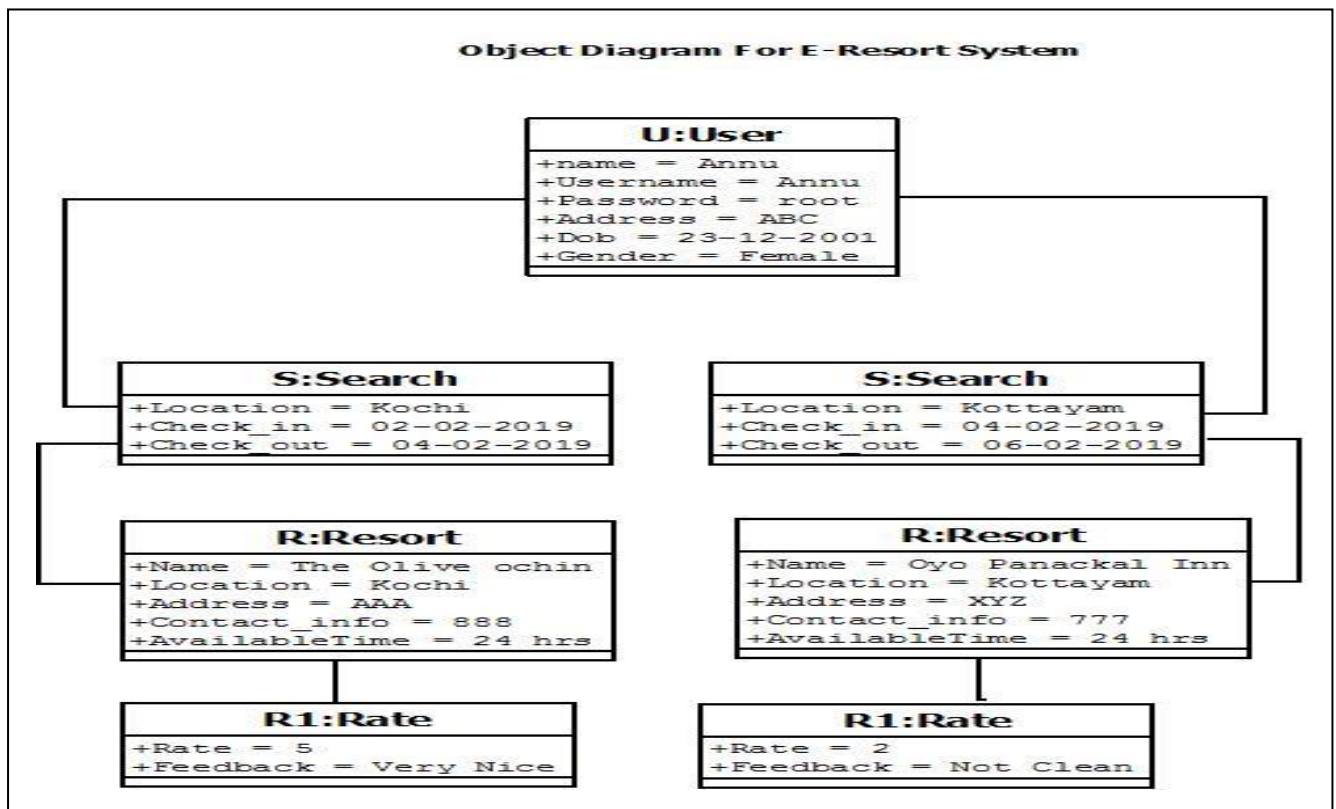 Object Diagram For E-Resort System
U:User
+name = Annu
+Username = Annu
+Password = root
+Address = ABC
+Dob = 23-12-2001
+Gender = Female
S:Search
+Location = Kochi
+Check_in = 02-02-2019
+Check_out = 04-02-2019
S:Search
+Location = Kottayam
+Check_in = 04-02-2019
+Check_out = 06-02-2019
R:Resort
+Name = The Olive ochin
+Location = Kochi
+Address = AAA
+Contact_info = 888
+AvailableTime = 24 hrs
R:Resort
+Name = Oyo Panackal Inn
+Location = Kottayam
+Address = XYZ
+Contact_info = 777
+AvailableTime = 24 hrs
R1:Rate
+Rate = 5
+Feedback = Very Nice
R1:Rate
+Rate = 2
+Feedback = Not Clean